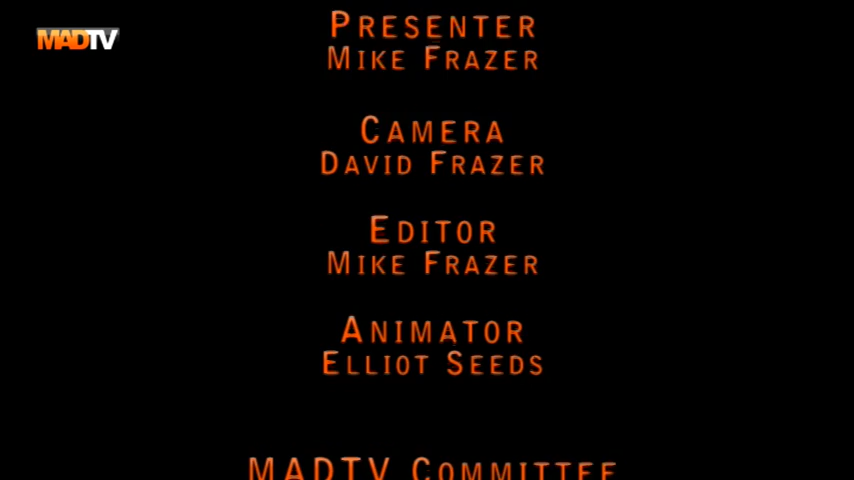 MADTV
PRESENTER
MIKE FRAZER
CAMERA
DAVID FRAZER
EDITOR
MIKE FRAZER
ANIMATOR
ELLIOT SEEDS
MADTV COMMITTEE